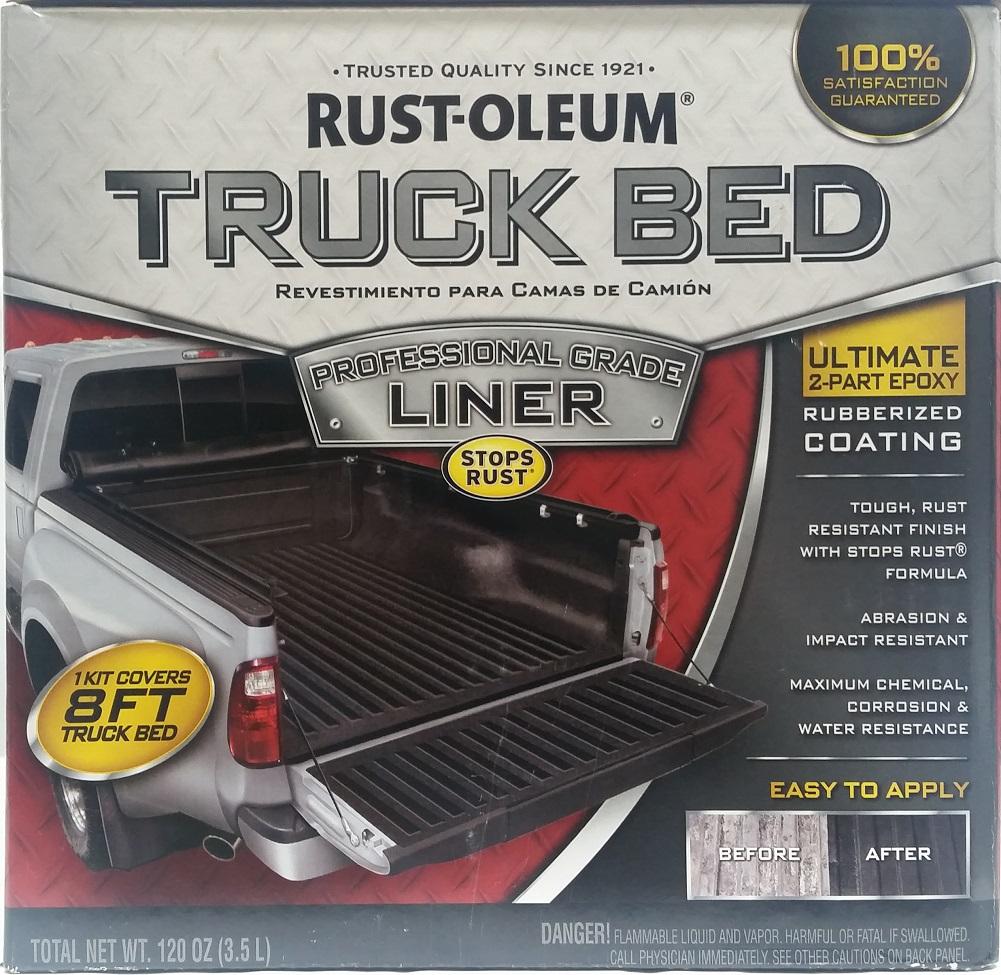 • TRUSTED QUALITY SINCE 1921 •
RUST-OLEUM®
TRUCK BED
REVESTIMIENTO PARA CAMAS DE CAMIÓN
100%
SATISFACTION
GUARANTEED
PROFESSIONAL GRADE
LINER
STOPS
RUST®
ULTIMATE
2-PART EPOXY
RUBBERIZED
COATING
TOUGH, RUST
RESISTANT FINISH
WITH STOPS RUST®
FORMULA
ABRASION &
IMPACT RESISTANT
MAXIMUM CHEMICAL,
CORROSION &
WATER RESISTANCE
1 KIT COVERS
8FT
TRUCK BED
EASY TO APPLY
BEFORE
AFTER
TOTAL NET WT. 120 OZ (3.5 L)
DANGER! FLAMMABLE LIQUID AND VAPOR. HARMFUL OR FATAL IF SWALLOWED.
CALL PHYSICIAN IMMEDIATELY. SEE OTHER CAUTIONS ON BACK PANEL.